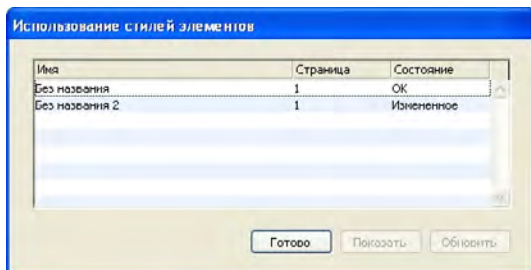 Использование стилей элементов
Имя Страница Состояние
Без названия 1 OK
Без названия 2 1 Измененное
Готово Показать Обновить